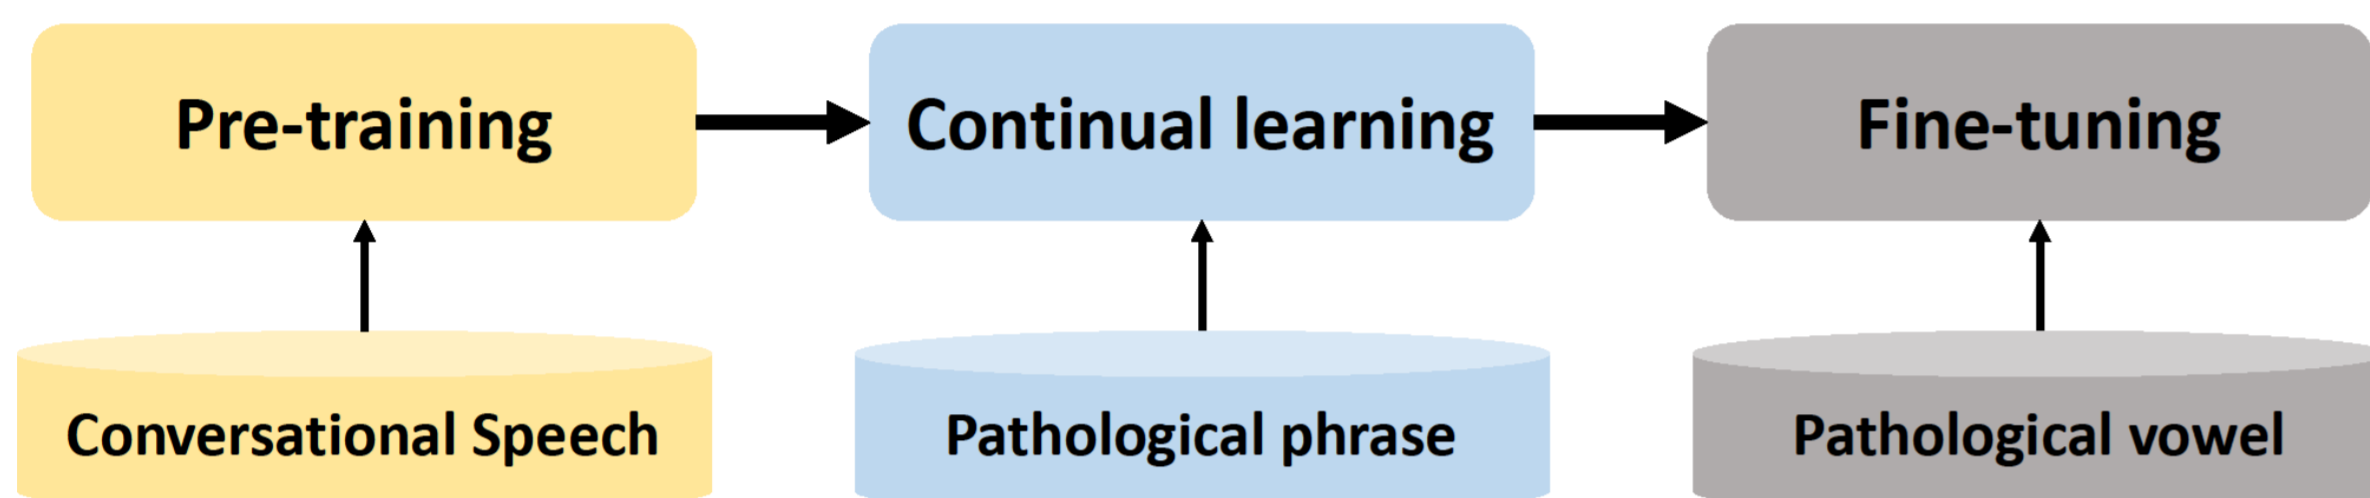 Pre-training
Continual learning
Fine-tuning
Conversational Speech
Pathological phrase
Pathological vowel